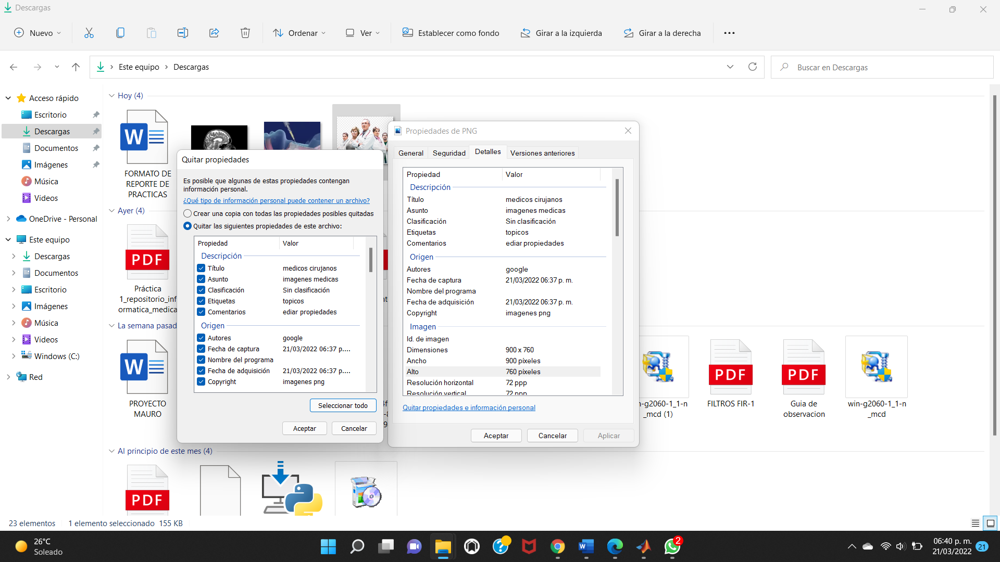 Descargas
Nuevo
Ordenar
Ver
Establecer como fondo
Girar a la izquierda
Girar a la derecha
Este equipo > Descargas
Buscar en Descargas
Acceso rápido
Escritorio
Descargas
Documentos
Imágenes
Música
Videos
OneDrive - Personal
Este equipo
Descargas
Documentos
Escritorio
Imágenes
Música
Videos
Windows (C:)
Red
Hoy (4)
FORMATO DE
REPORTE DE
PRACTICAS
Ayer (4)
PDF
Práctica
1_repositorio_inf
ormatica_medica
La semana pasad
PROYECTO
MAURO
n-g2060-1_1-n
_mcd (1)
PDF
FILTROS FIR-1
PDF
Guia de
observacion
win-g2060-1_1-n
_mcd
Al principio de este mes (4)
PDF
Quitar propiedades
Es posible que algunas de estas propiedades contengan
información personal.
¿Qué tipo de información personal puede contener un archivo?
Crear una copia con todas las propiedades posibles quitadas
Quitar las siguientes propiedades de este archivo:
Propiedad Valor
Descripción
Título medicos cirujanos
Asunto imagenes medicas
Clasificación Sin clasificación
Etiquetas topicos
Comentarios ediar propiedades
Origen
Autores google
Fecha de captura 21/03/2022 06:37 p....
Nombre del programa
Fecha de adquisición 21/03/2022 06:37 p....
Copyright imagenes png
Seleccionar todo
Aceptar Cancelar
Propiedades de PNG
General Seguridad Detalles Versiones anteriores
Propiedad Valor
Descripción
Título medicos cirujanos
Asunto imagenes medicas
Clasificación Sin clasificación
Etiquetas topicos
Comentarios ediar propiedades
Origen
Autores google
Fecha de captura 21/03/2022 06:37 p. m.
Nombre del programa
Fecha de adquisición 21/03/2022 06:37 p. m.
Copyright imagenes png
Imagen
Id. de imagen
Dimensiones 900 x 760
Ancho 900 píxeles
Alto 760 píxeles
Resolución horizontal 72 ppp
Resolución vertical 72 ppp
Quitar propiedades e información personal
Aceptar Cancelar Aplicar
23 elementos 1 elemento seleccionado 155 KB
26°C
Soleado
2
06:40 p. m.
21/03/2022
21